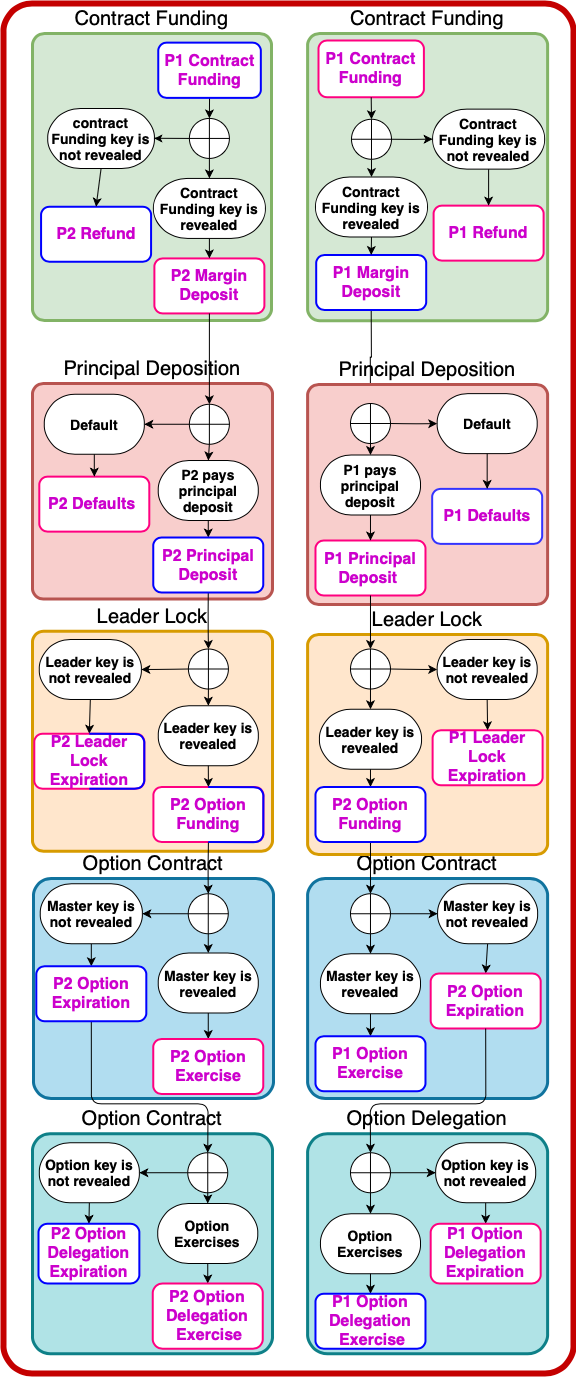 Contract Funding
P1 Contract
Funding
contract
Funding key is
not revealed
Contract
Funding key is
revealed
P2 Refund
P2 Margin
Deposit
Contract Funding
P1 Contract
Funding
Contract
Funding key is
not revealed
Contract
Funding key is
revealed
P1 Refund
P1 Margin
Deposit
Principal Deposition
Default
P2 pays
principal
deposit
P2 Defaults
P2 Principal
Deposit
Principal Deposition
Default
P1 pays
principal
deposit
P1 Defaults
P1 Principal
Deposit
Leader Lock
Leader key is
not revealed
Leader key is
revealed
P2 Leader
Lock
Expiration
P2 Option
Funding
Leader Lock
Leader key is
not revealed
Leader key is
revealed
P1 Leader
Lock
Expiration
P2 Option
Funding
Option Contract
Master key is
not revealed
Master key is
revealed
P2 Option
Expiration
P2 Option
Exercise
Option Contract
Master key is
not revealed
Master key is
revealed
P2 Option
Expiration
P1 Option
Exercise
Option Contract
Option key is
not revealed
Option
Exercises
P2 Option
Delegation
Expiration
P2 Option
Delegation
Exercise
Option Delegation
Option key is
not revealed
Option
Exercises
P1 Option
Delegation
Expiration
P1 Option
Delegation
Exercise